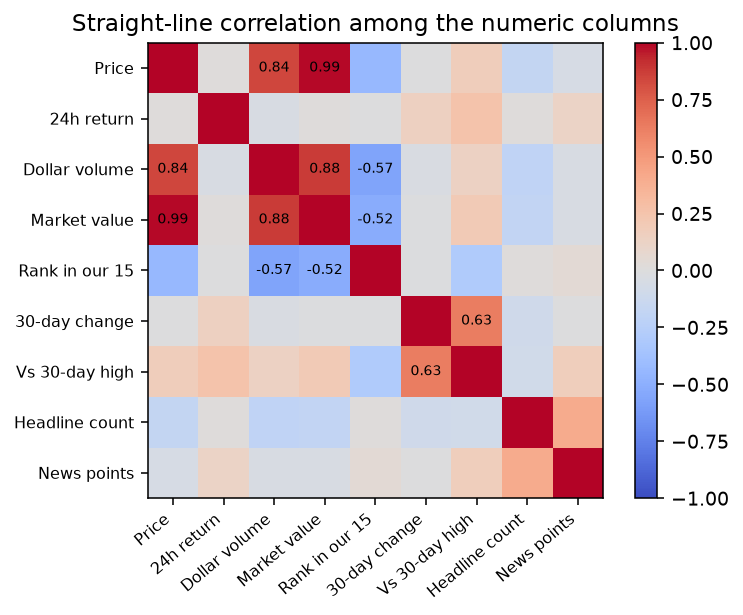 Straight-line correlation among the numeric columns
Price
0.84
0.99
24h return
Dollar volume
0.84
0.88
-0.57
Market value
0.99
0.88
-0.52
Rank in our 15
-0.57
-0.52
30-day change
0.63
Vs 30-day high
0.63
Headline count
News points
Price
24h return
Dollar volume
Market value
Rank in our 15
30-day change
Vs 30-day high
Headline count
News points
1.00
0.75
0.50
0.25
0.00
−0.25
−0.50
−0.75
−1.00